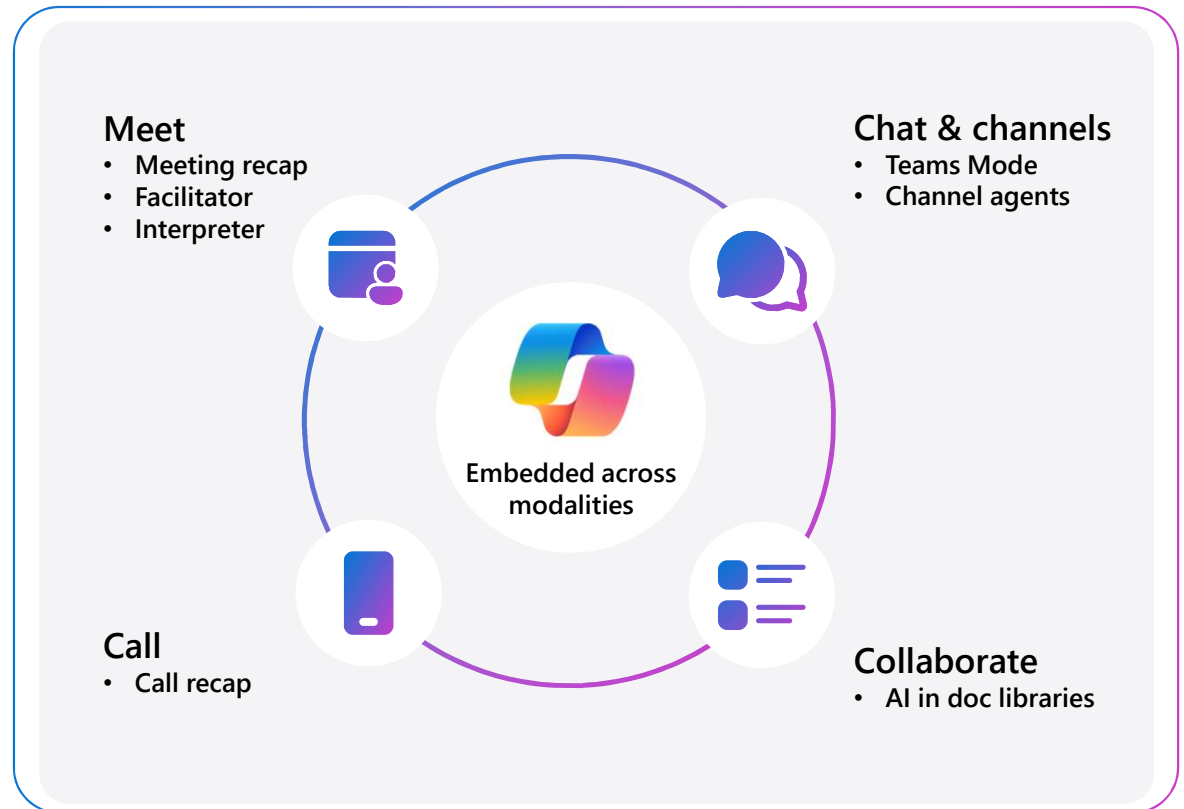 Meet
• Meeting recap
• Facilitator
• Interpreter
Chat & channels
• Teams Mode
• Channel agents
Embedded across
modalities
Call
• Call recap
Collaborate
• AI in doc libraries